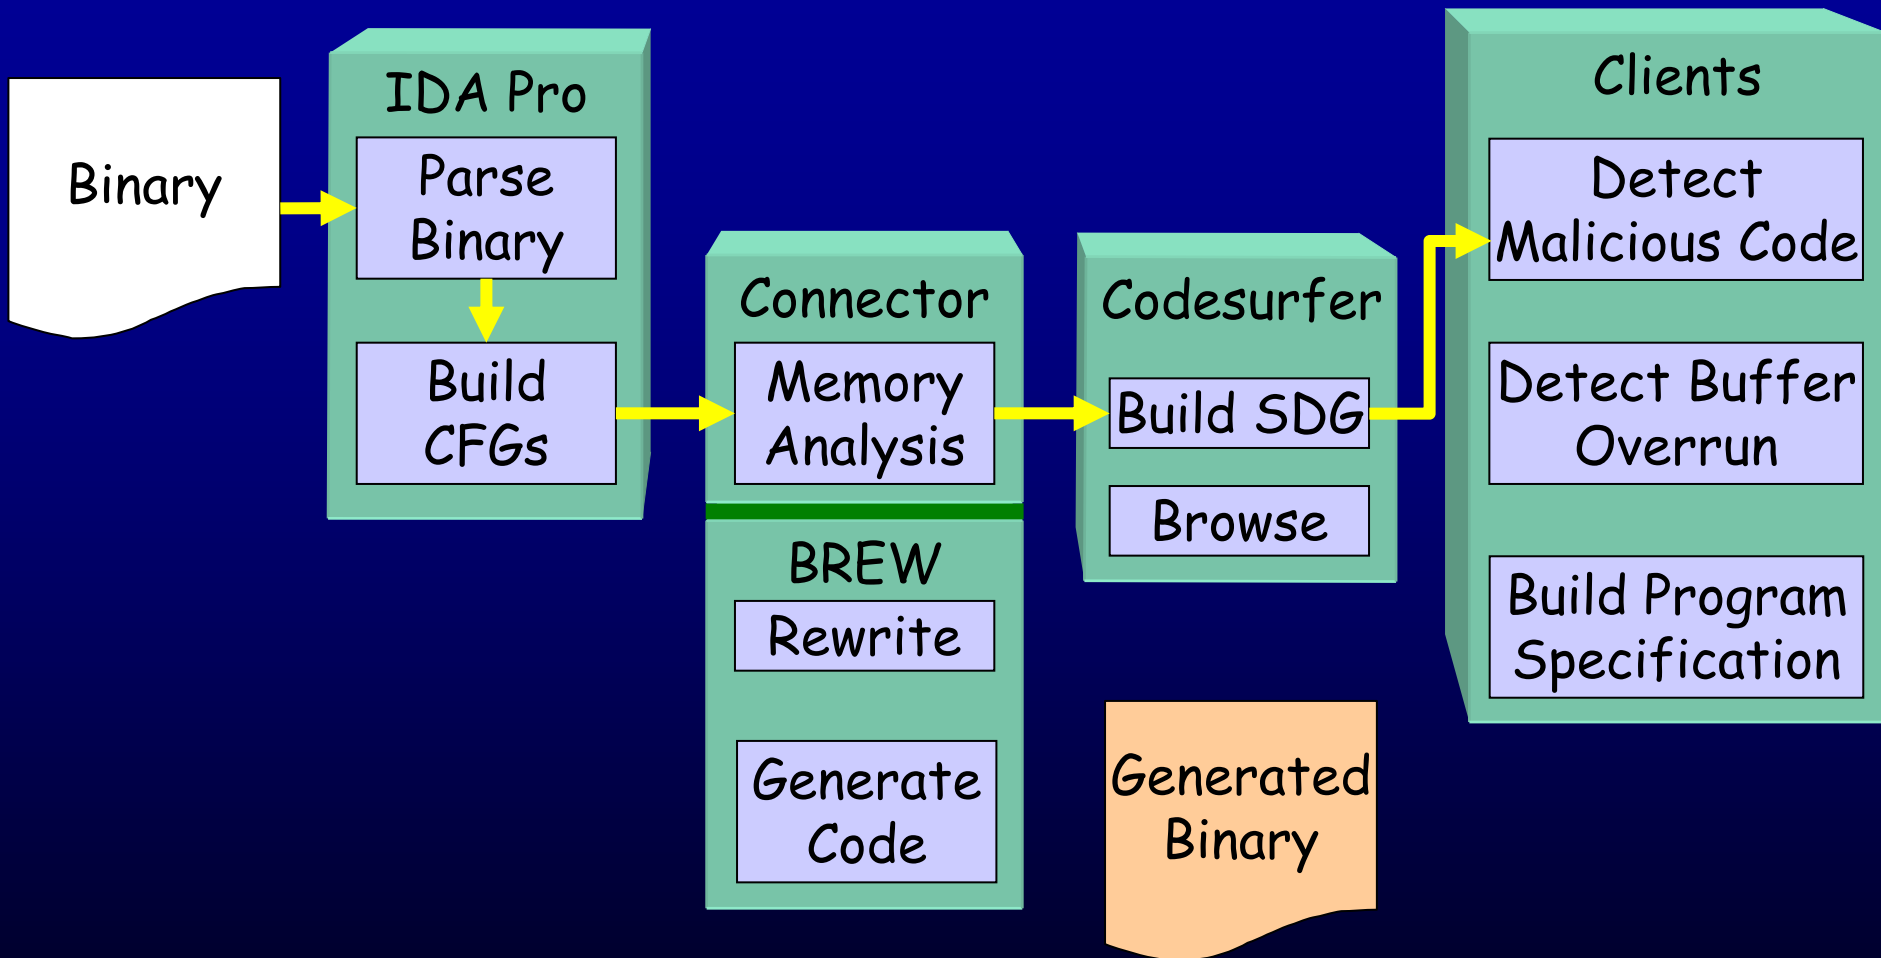 Binary
IDA Pro
Parse
Binary
Build
CFGs
Connector
Memory
Analysis
BREW
Rewrite
Generate
Code
Codesurfer
Build SDG
Browse
Generated
Binary
Clients
Detect
Malicious Code
Detect Buffer
Overrun
Build Program
Specification